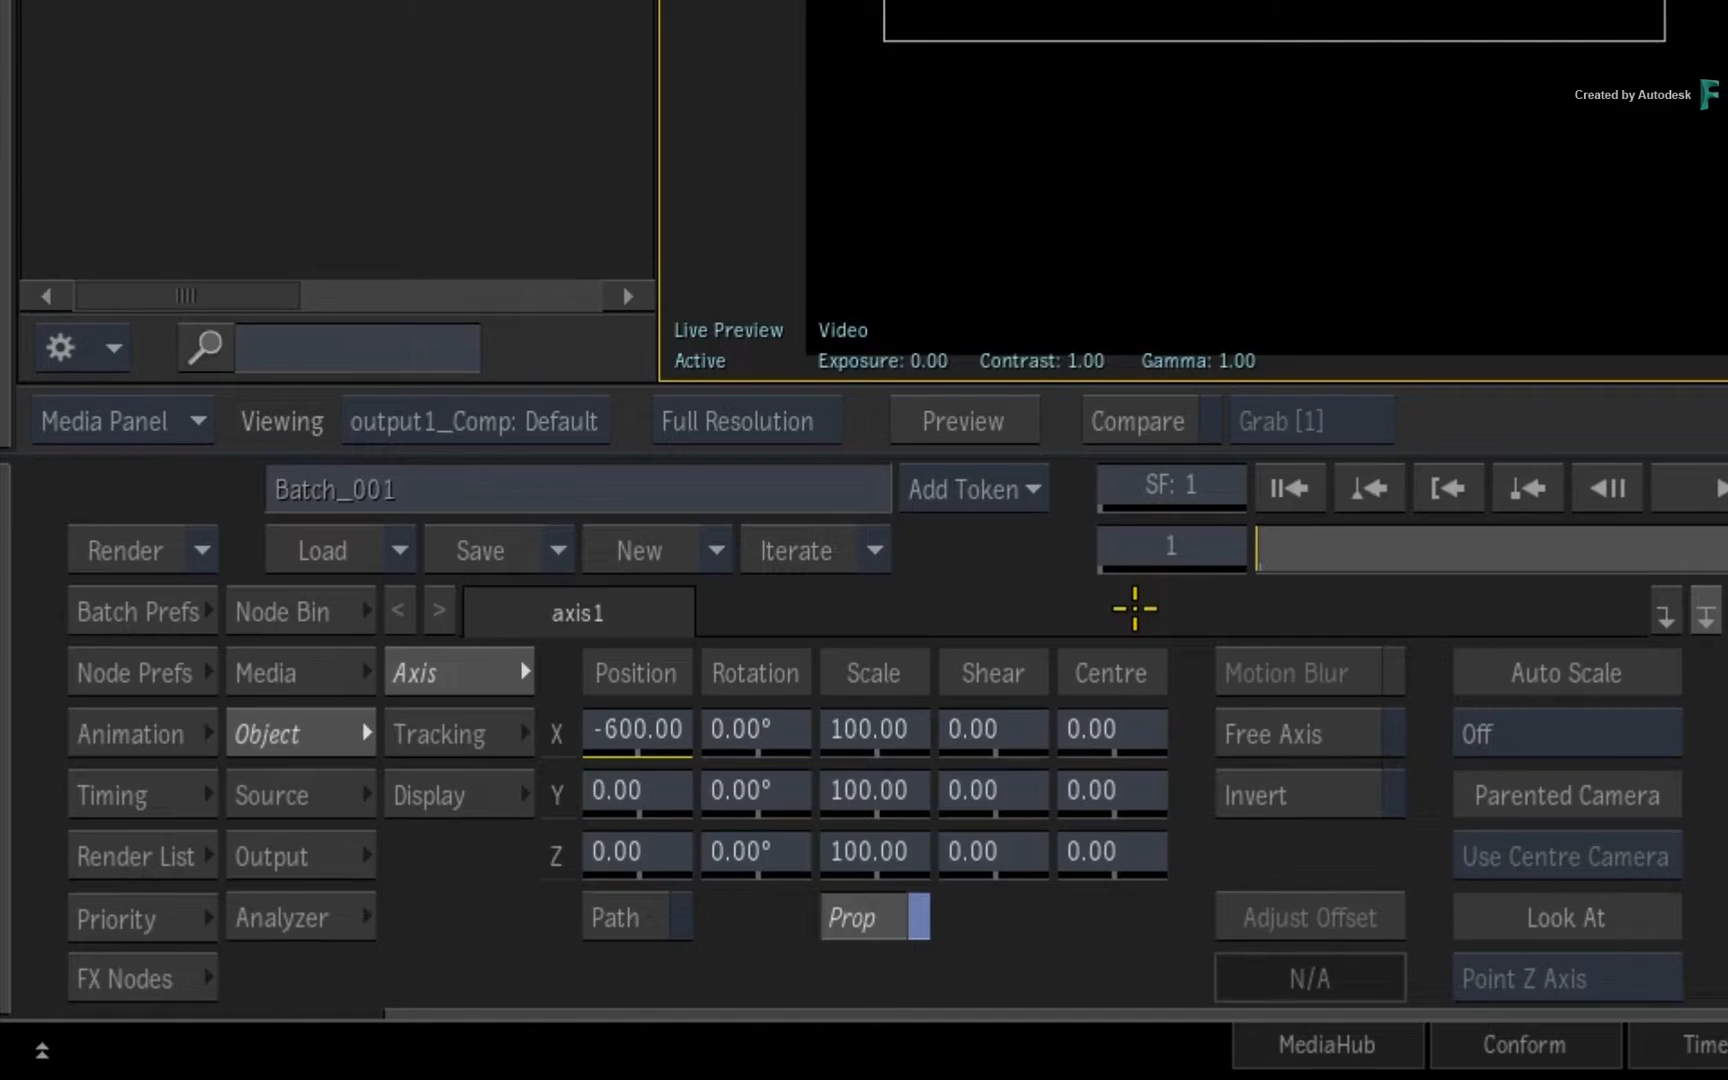 Created by Autodesk
Live Preview Video
Active Exposure: 0.00 Contrast: 1.00 Gamma: 1.00
Media Panel Viewing output1_Comp: Default Full Resolution Preview Compare Grab [1]
Batch_001 Add Token SF: 1
Render Load Save New Iterate 1
Batch Prefs Node Bin < > axis1
Node Prefs Media Axis Position Rotation Scale Shear Centre Motion Blur Auto Scale
Animation Object Tracking X -600.00 0.00° 100.00 0.00 0.00 Free Axis Off
Timing Source Display Y 0.00 0.00° 100.00 0.00 0.00 Invert Parented Camera
Render List Output Z 0.00 0.00° 100.00 0.00 0.00 Use Centre Camera
Priority Analyzer Path Prop Adjust Offset Look At
FX Nodes N/A Point Z Axis
MediaHub Conform Time